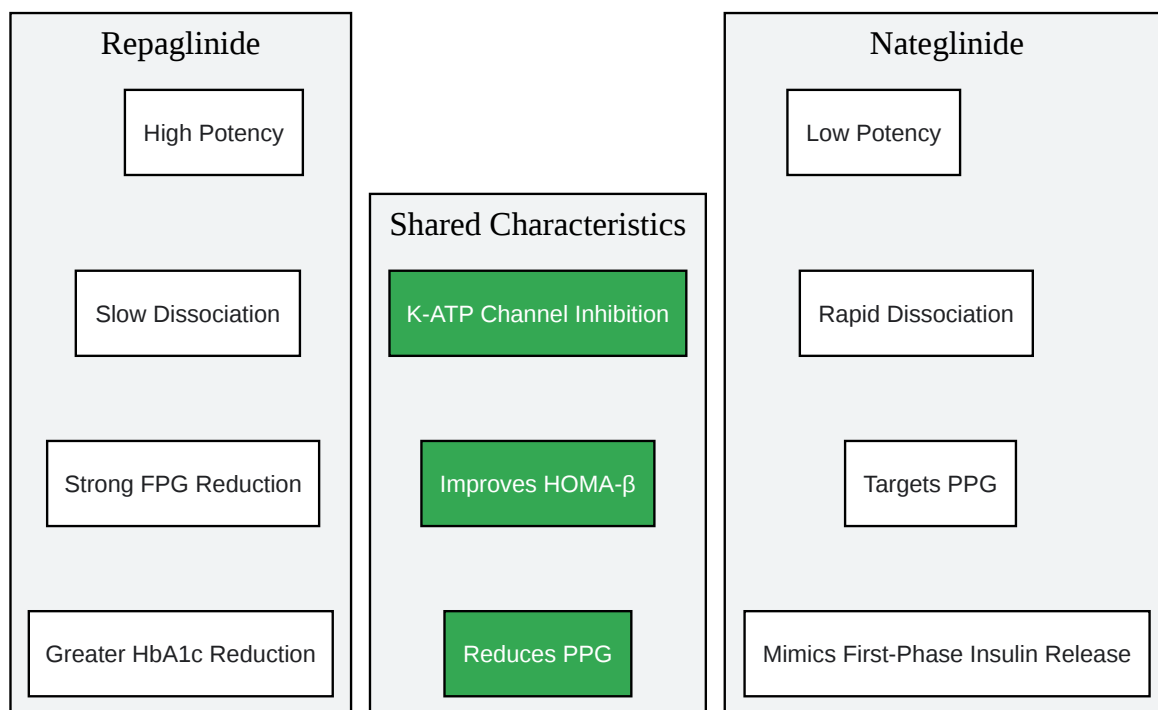 Repaglinide
High Potency
Slow Dissociation
Strong FPG Reduction
Greater HbA1c Reduction
Shared Characteristics
K-ATP Channel Inhibition
Improves HOMA-β
Reduces PPG
Nateglinide
Low Potency
Rapid Dissociation
Targets PPG
Mimics First-Phase Insulin Release